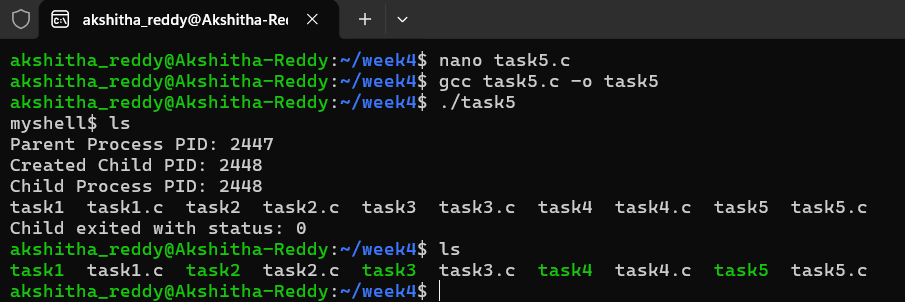 akshitha_reddy@Akshitha-Rec
akshitha_reddy@Akshitha-Reddy:~/week4$ nano task5.c
akshitha_reddy@Akshitha-Reddy:~/week4$ gcc task5.c -o task5
akshitha_reddy@Akshitha-Reddy:~/week4$ ./task5
myshell$ ls
Parent Process PID: 2447
Created Child PID: 2448
Child Process PID: 2448
task1  task1.c  task2  task2.c  task3  task3.c  task4  task4.c  task5  task5.c
Child exited with status: 0
akshitha_reddy@Akshitha-Reddy:~/week4$ ls
task1  task1.c  task2  task2.c  task3  task3.c  task4  task4.c  task5  task5.c
akshitha_reddy@Akshitha-Reddy:~/week4$